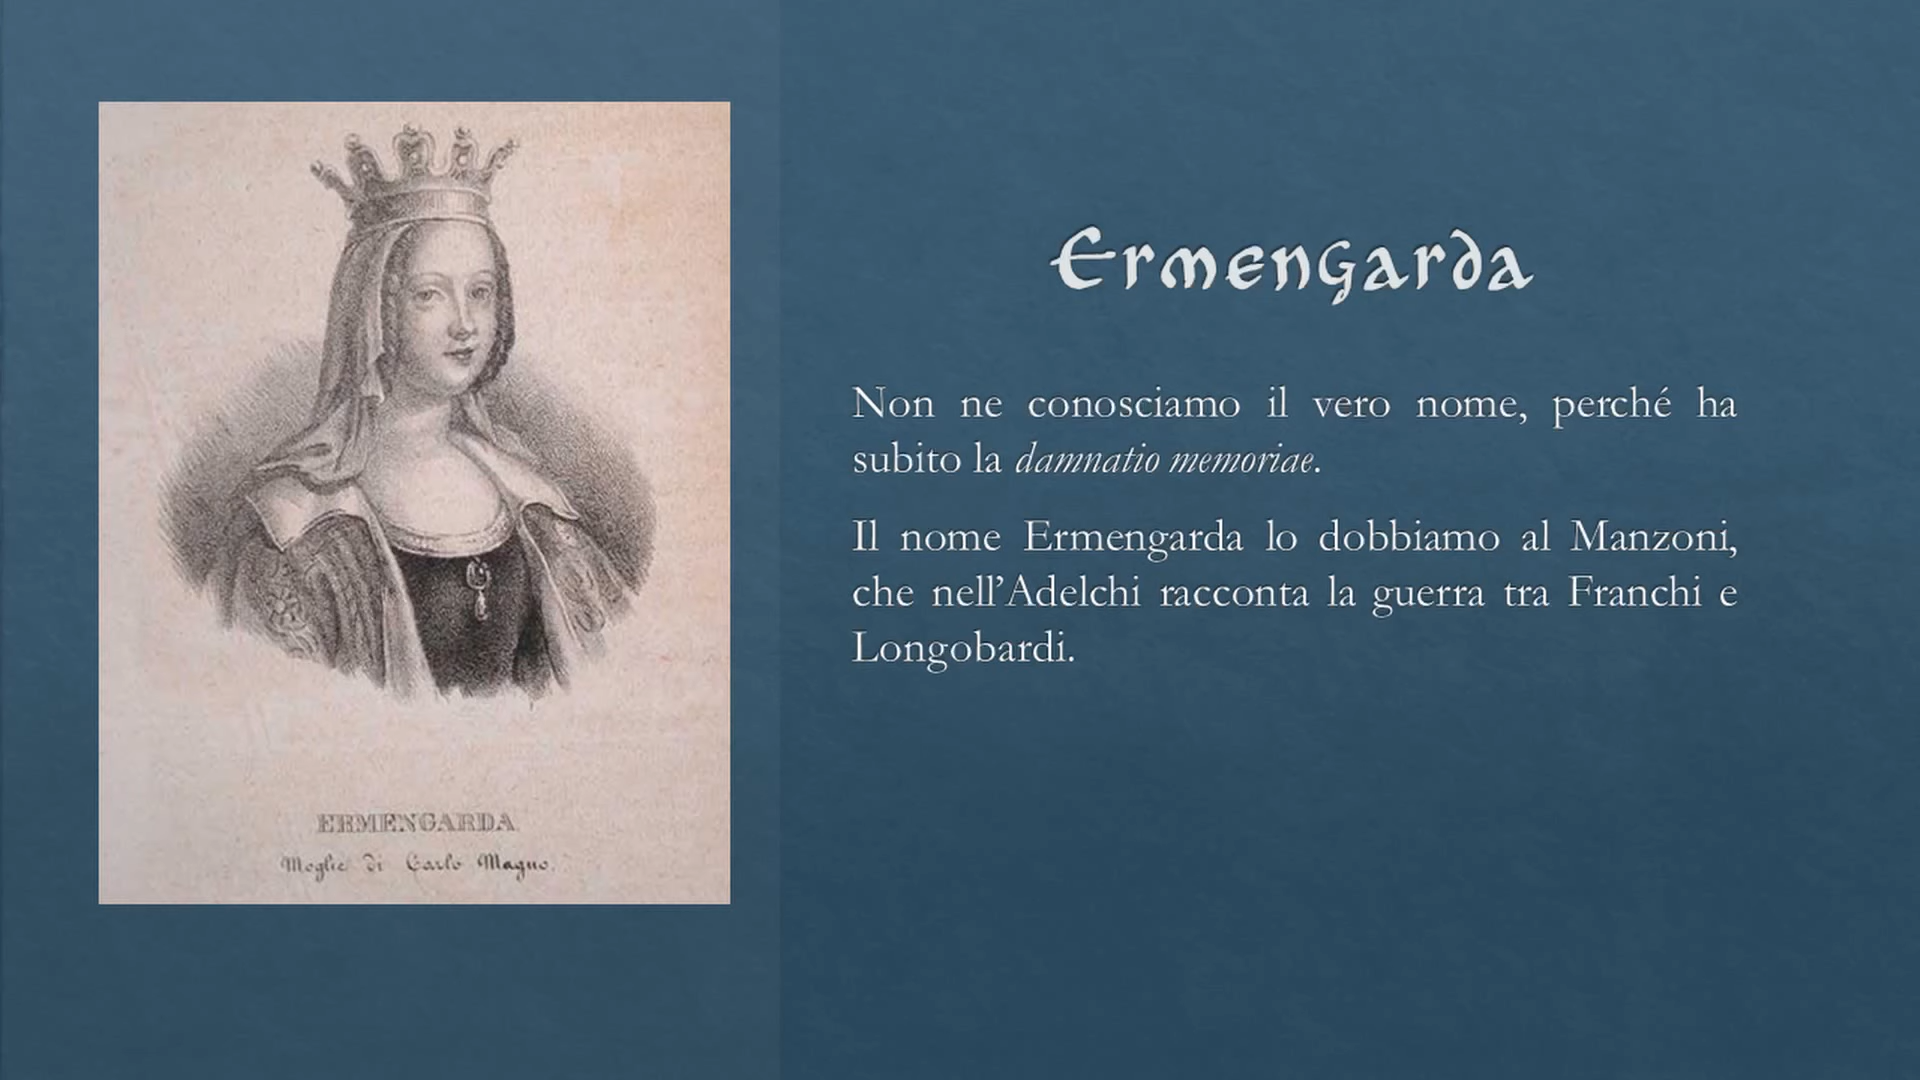 Ermengarda
Non ne conosciamo il vero nome, perché ha
subito la damnatio memoriae.
Il nome Ermengarda lo dobbiamo al Manzoni,
che nell’Adelchi racconta la guerra tra Franchi e
Longobardi.
ERMENGARDA
Moglie di Carlo Magno.